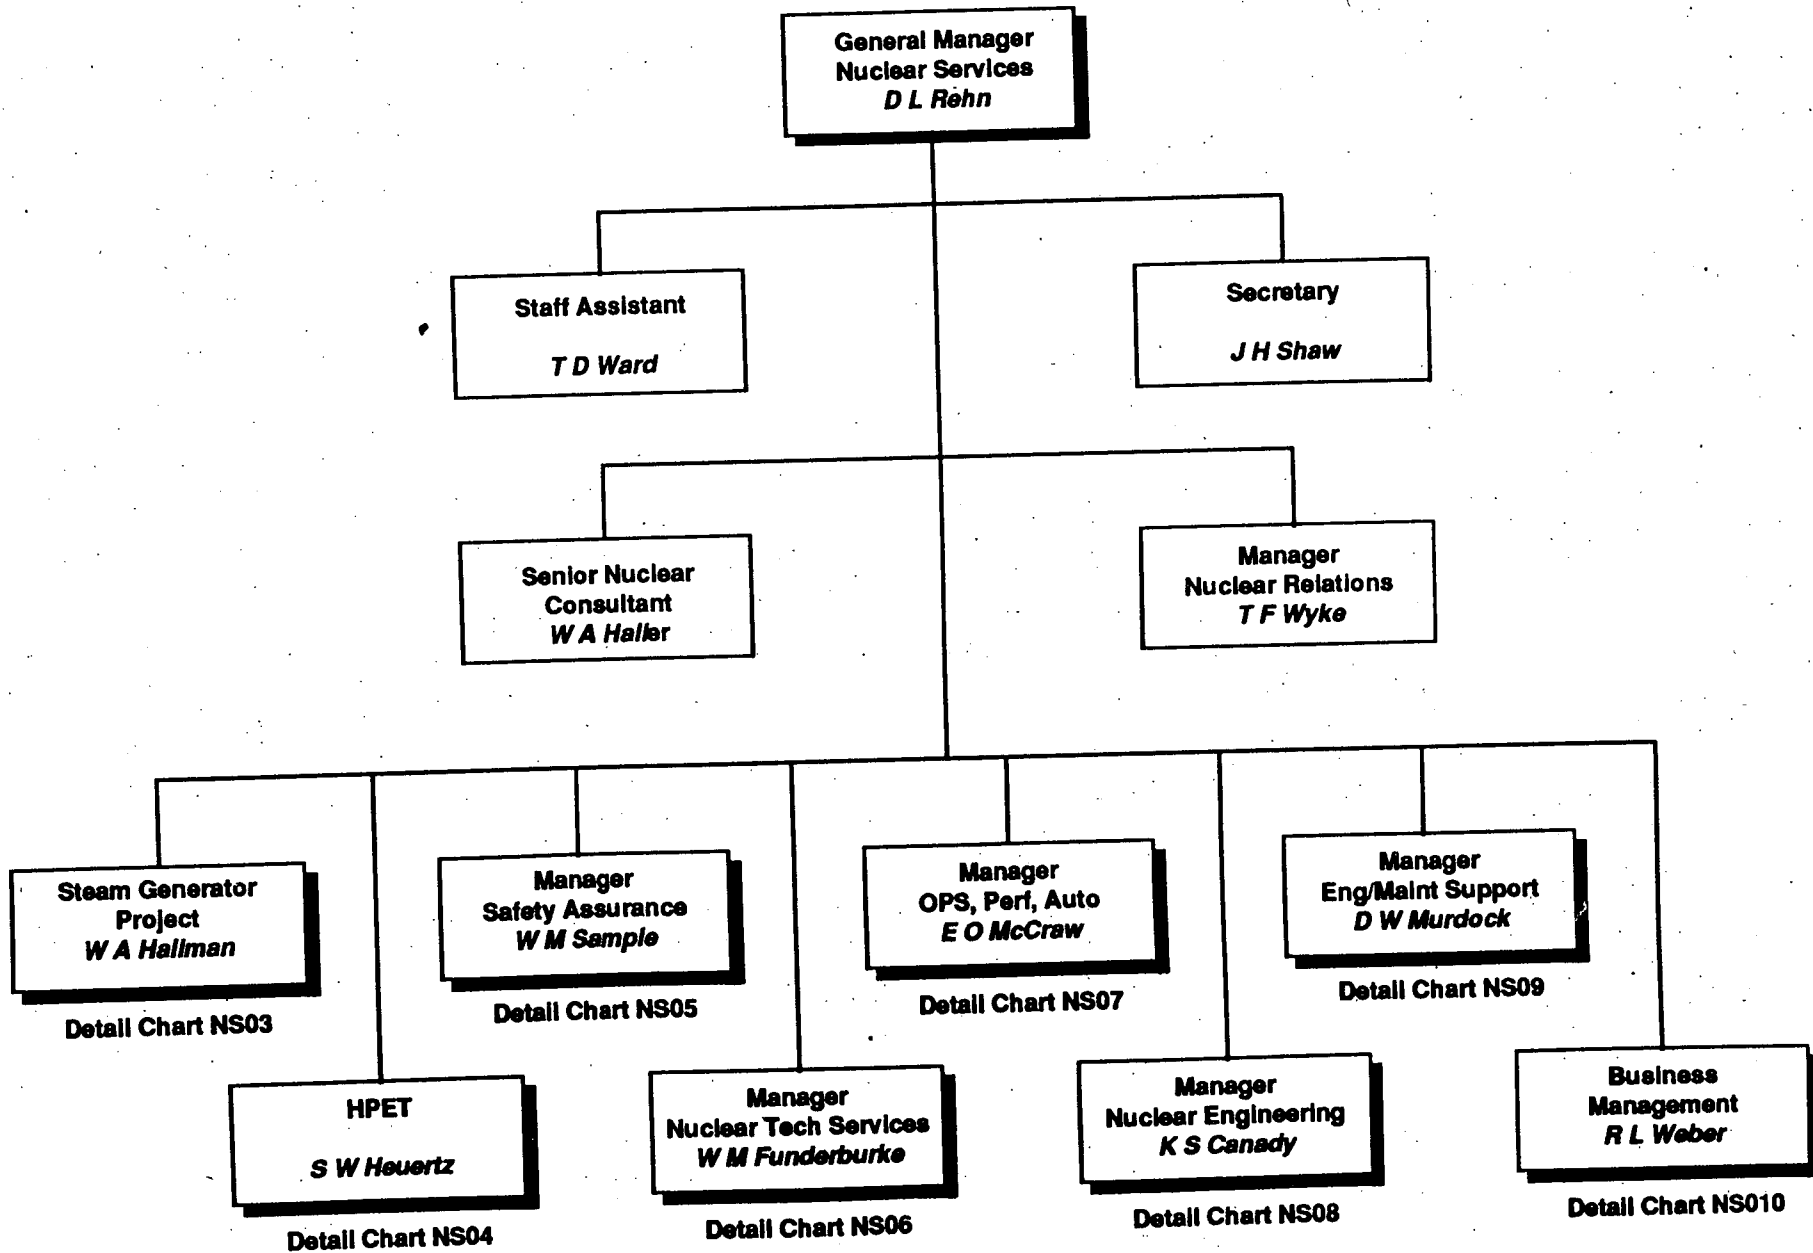 General Manager
Nuclear Services
D L Rehn
Staff Assistant
T D Ward
Secretary
J H Shaw
Senior Nuclear
Consultant
W A Haller
Manager
Nuclear Relations
T F Wyke
Steam Generator
Project
W A Hallman
Detail Chart NS03
Manager
Safety Assurance
W M Sample
Detail Chart NS05
Manager
OPS, Perf, Auto
E O McCraw
Detail Chart NS07
Manager
Eng/Maint Support
D W Murdock
Detail Chart NS09
HPET
S W Heuertz
Detail Chart NS04
Manager
Nuclear Tech Services
W M Funderburke
Detail Chart NS06
Manager
Nuclear Engineering
K S Canady
Detail Chart NS08
Business
Management
R L Weber
Detail Chart NS010